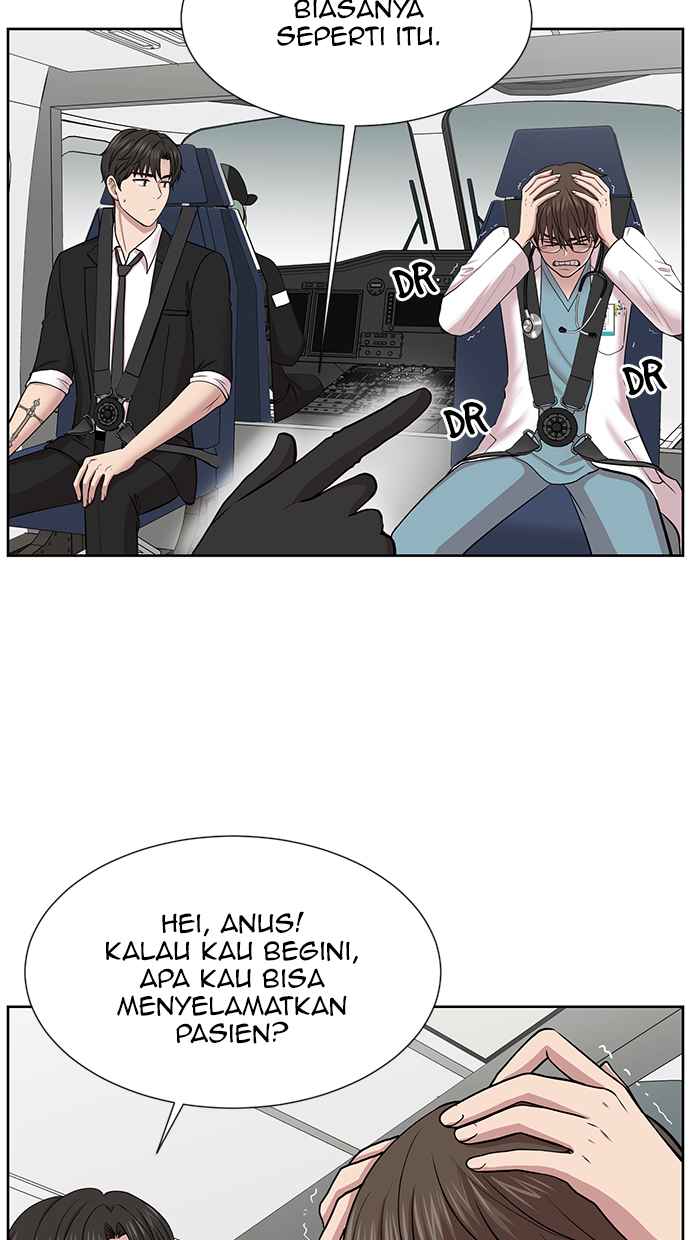 BIASANYA
SEPERTI ITU.
DR
DR
DR
HEI, ANUS!
KALAU KAU BEGINI,
APA KAU BISA
MENYELAMATKAN
PASIEN?